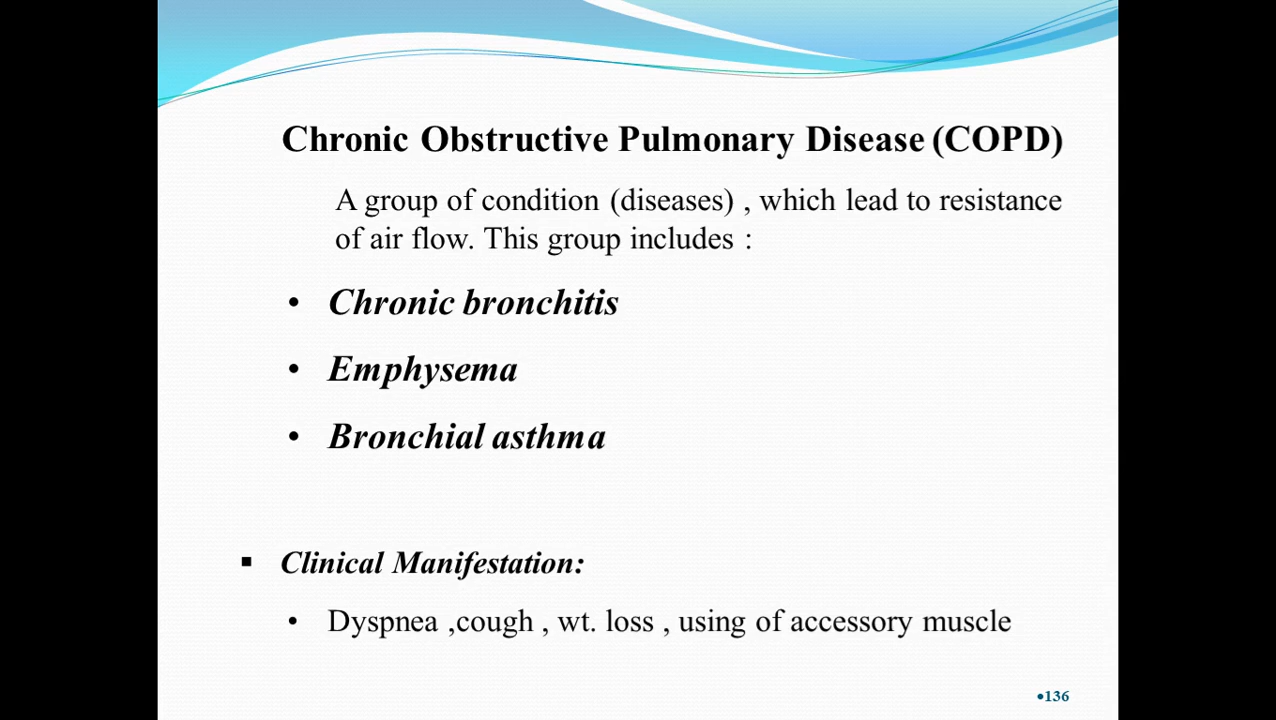 Chronic Obstructive Pulmonary Disease (COPD)
A group of condition (diseases) , which lead to resistance
of air flow. This group includes :
• Chronic bronchitis
• Emphysema
• Bronchial asthma
▪ Clinical Manifestation:
• Dyspnea ,cough , wt. loss , using of accessory muscle
•136